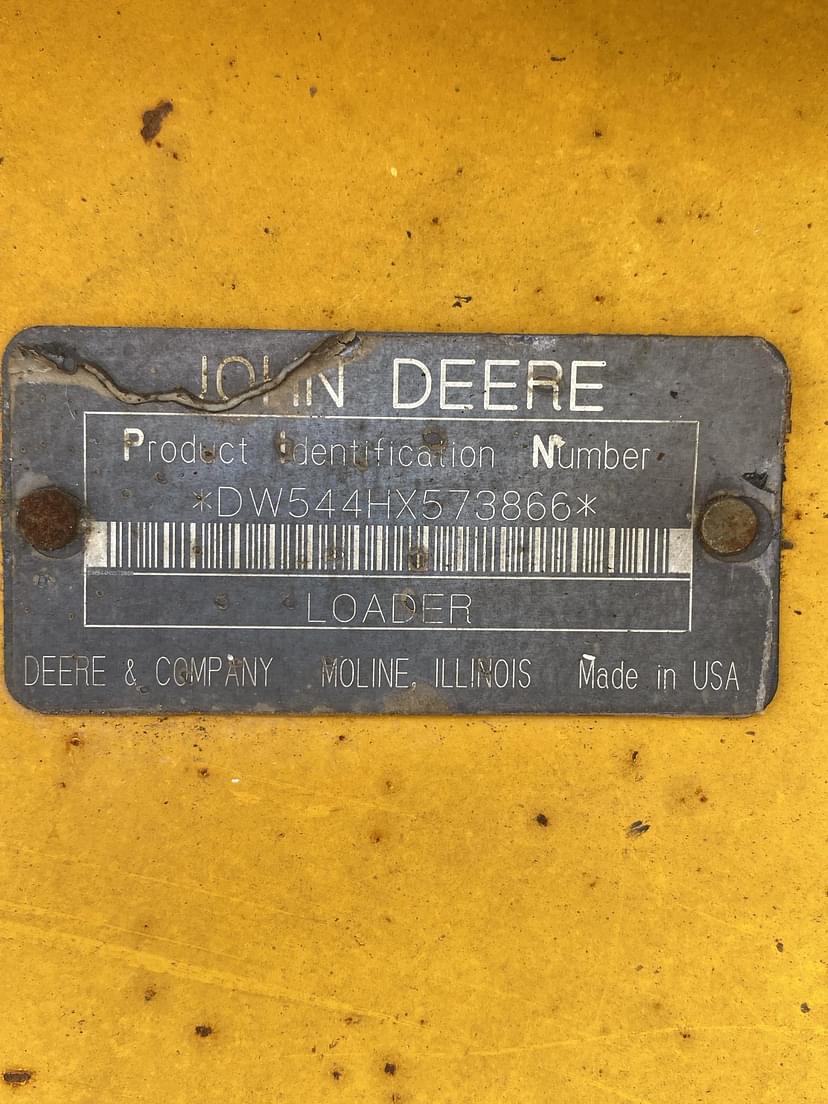 JOHN DEERE
Product Identification Number
*DW544HX573866*
LOADER
DEERE & COMPANY MOLINE, ILLINOIS Made in USA